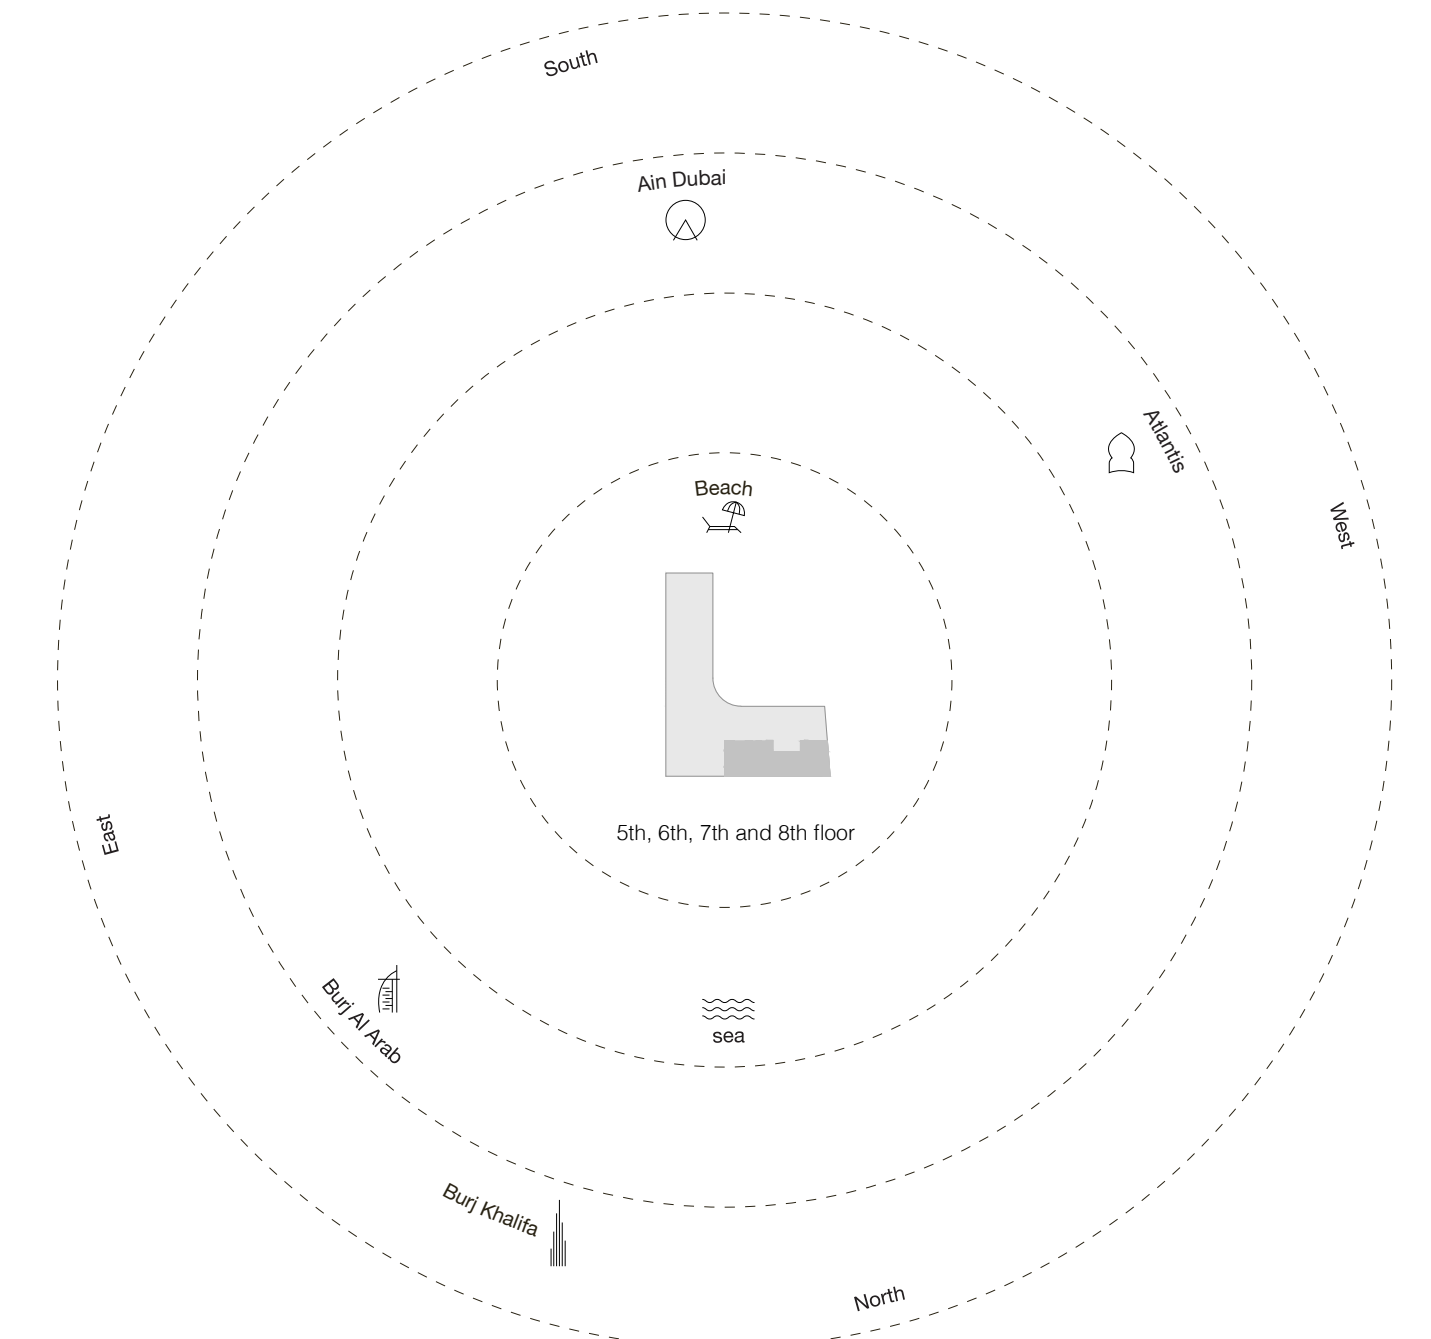 South
Ain Dubai
Atlantis
Beach
West
5th, 6th, 7th and 8th floor
East
Burj Al Arab
sea
Burj Khalifa
North